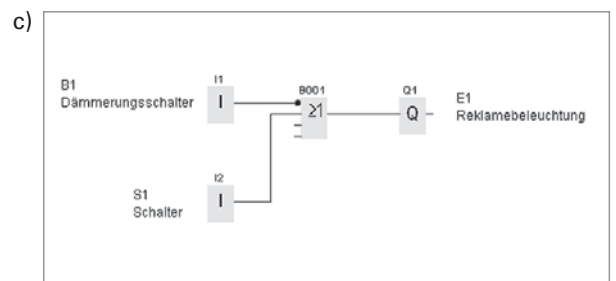 c)
B1
Dämmerungsschalter
I1
I
B001
≥1
Q1
Q
E1
Reklamebeleuchtung
S1
Schalter
I2
I